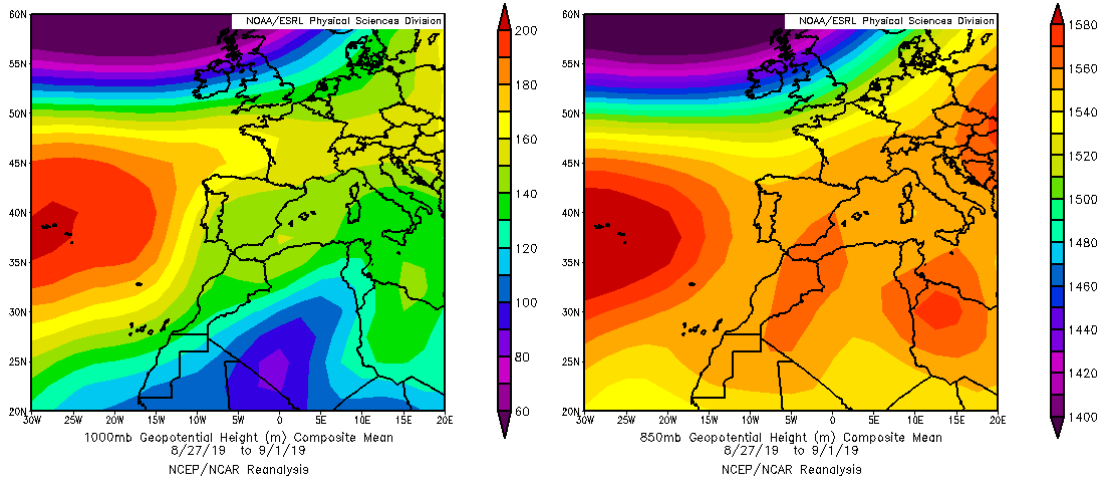 NOAA/ESRL Physical Sciences Division
60N
55N
50N
45N
40N
35N
30N
25N
20N
30W
25W
20W
15W
10W
5W
0
5E
10E
15E
20E
200
180
160
140
120
100
80
60
1000mb Geopotential Height (m) Composite Mean
8/27/19 to 9/1/19
NCEP/NCAR Reanalysis
NOAA/ESRL Physical Sciences Division
60N
55N
50N
45N
40N
35N
30N
25N
20N
30W
25W
20W
15W
10W
5W
0
5E
10E
15E
20E
1580
1560
1540
1520
1510
1500
1480
1460
1440
1420
1400
850mb Geopotential Height (m) Composite Mean
8/27/19 to 9/1/19
NCEP/NCAR Reanalysis